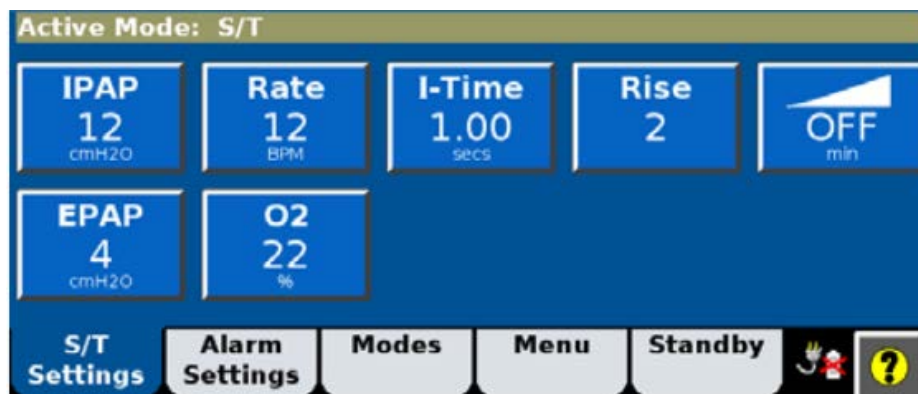 Active Mode: S/T
IPAP
12
cmH2O
Rate
12
BPM
I-Time
1.00
secs
Rise
2
OFF
min
EPAP
4
cmH2O
O2
22
%
S/T
Settings
Alarm
Settings
Modes
Menu
Standby
?